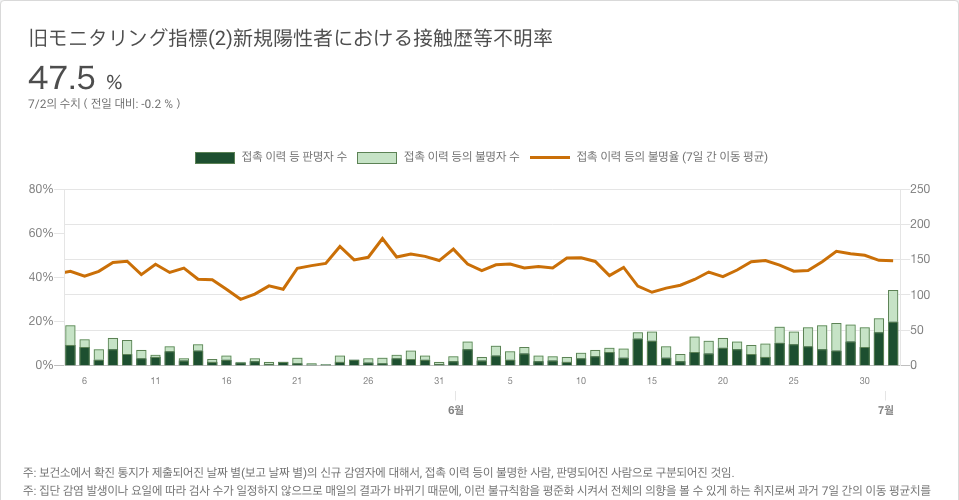 旧モニタリング指標(2)新規陽性者における接触歴等不明率
47.5 %
7/2의 수치 ( 전일 대비: -0.2 % )
접촉 이력 등 판명자 수 접촉 이력 등의 불명자 수 접촉 이력 등의 불명율 (7일 간 이동 평균)
80% 250
200
60%
150
40%
100
20%
50
0% 0
6 11 16 21 26 31 5 10 15 20 25 30
6월 7월
주: 보건소에서 확진 통지가 제출되어진 날짜 별(보고 날짜 별)의 신규 감염자에 대해서, 접촉 이력 등이 불명한 사람, 판명되어진 사람으로 구분되어진 것임.
주: 집단 감염 발생이나 요일에 따라 검사 수가 일정하지 않으므로 매일의 결과가 바뀌기 때문에, 이런 불규칙함을 평준화 시켜서 전체의 의향을 볼 수 있게 하는 취지로써 과거 7일 간의 이동 평균치를